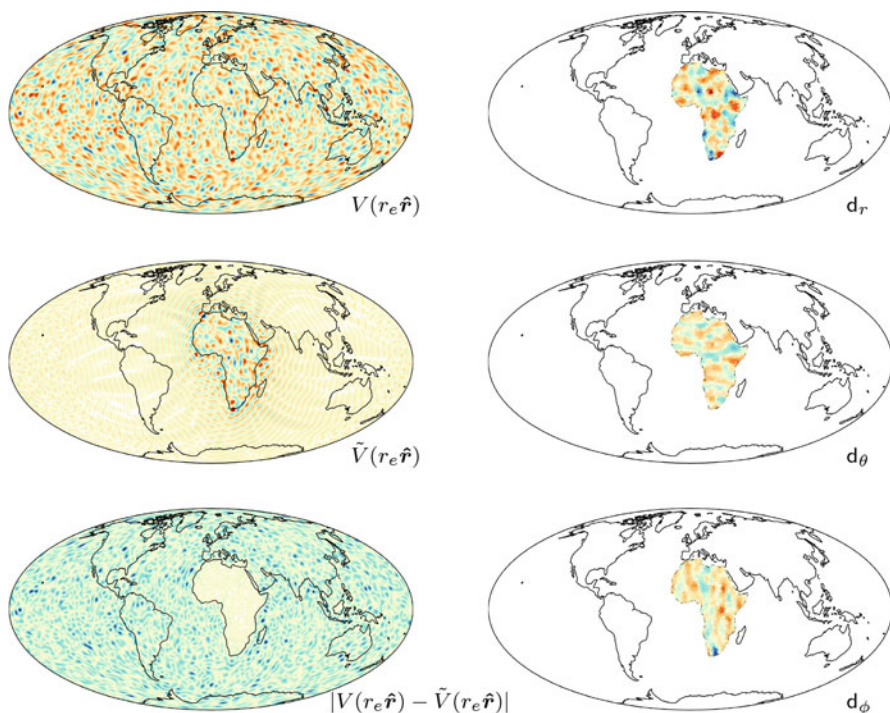 V(r_e r̂)
d_r
Ṽ(r_e r̂)
d_θ
|V(r_e r̂) − Ṽ(r_e r̂)|
d_ϕ